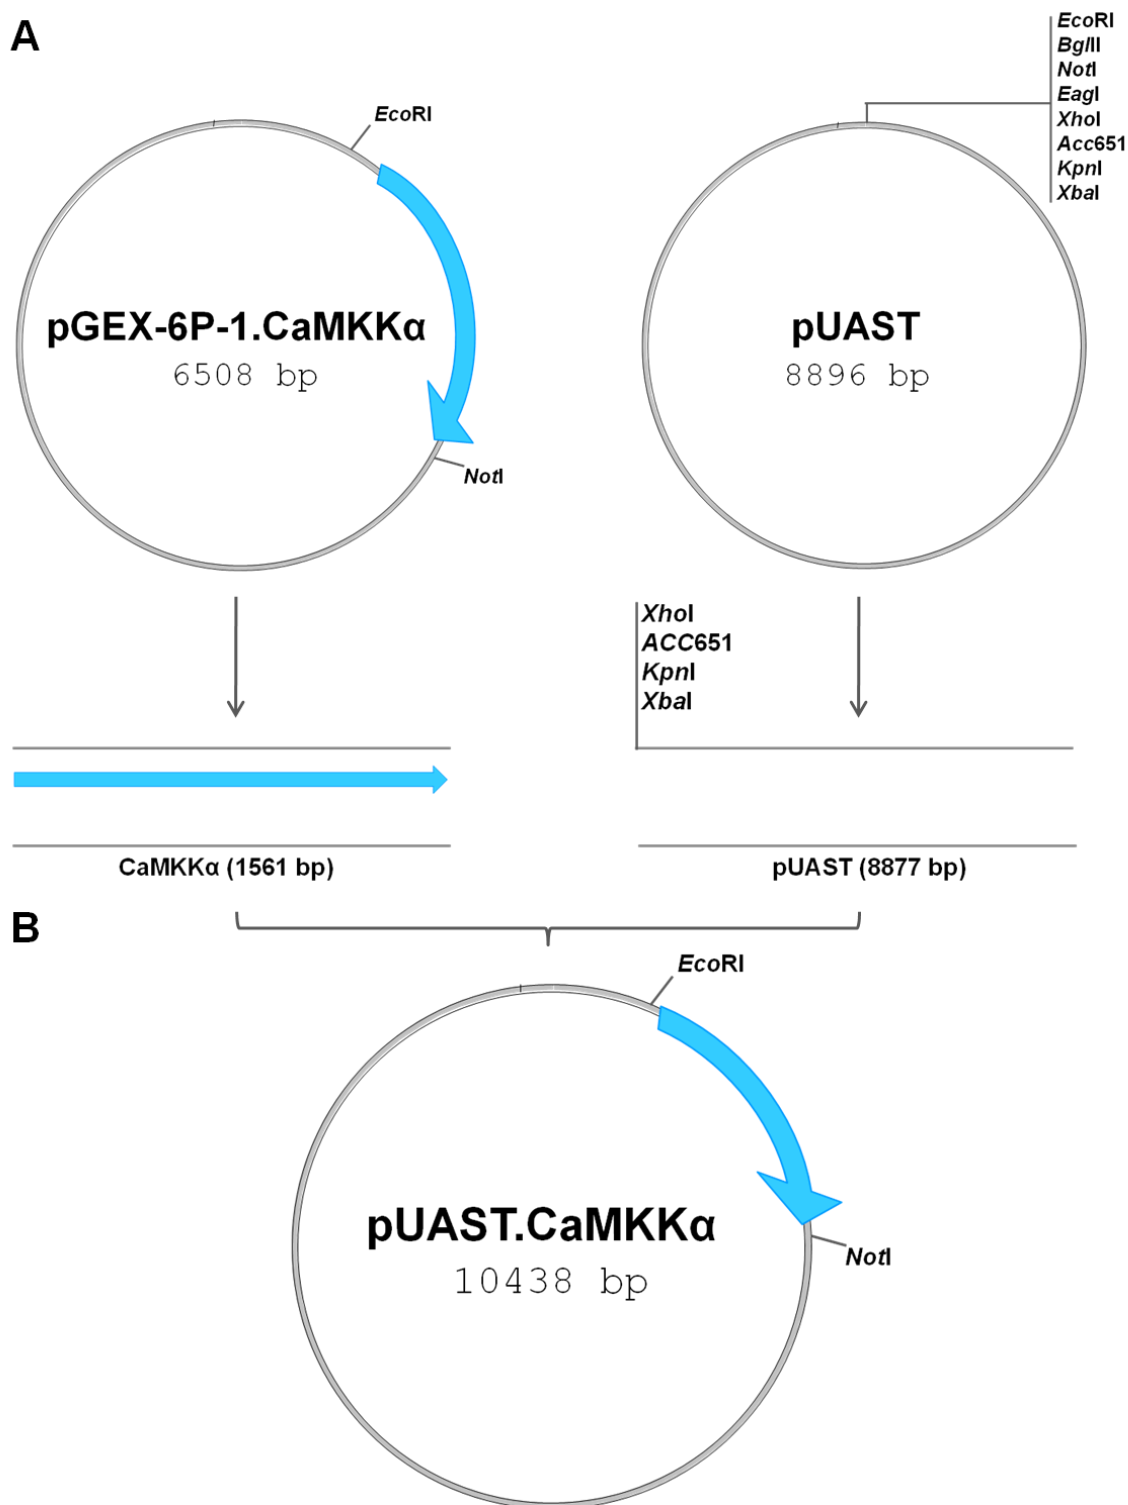 A
EcoRI
pGEX-6P-1.CaMKKα
6508 bp
NotI
EcoRI
BglII
NotI
EagI
XhoI
Acc651
KpnI
XbaI
pUAST
8896 bp
XhoI
ACC651
KpnI
XbaI
CaMKKα (1561 bp)
pUAST (8877 bp)
B
EcoRI
pUAST.CaMKKα
10438 bp
NotI